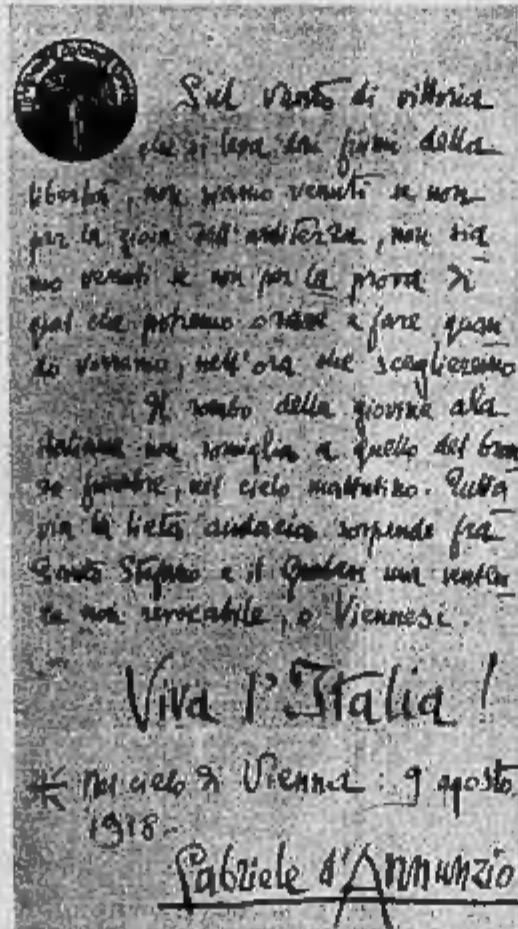 Sul vento di vittoria
che si leva dai fiumi della
libertà, non siamo venuti se non
per la gioia dell'arditezza, non sia
mo venuti se non per la prova di
quel che potremo osare e fare quan
do vorremo, nell'ora che sceglieremo
Il rombo della giovine ala
italiana non somiglia a quello del bron
zo funebre, nel cielo mattutino. Tutta
via la lieta audacia sospende fra
Santo Stefano e il Graben una senten
za non revocabile, o Viennesi.
Viva l'Italia!
Nel cielo di Vienna: 9 agosto
1918.
Gabriele d'Annunzio